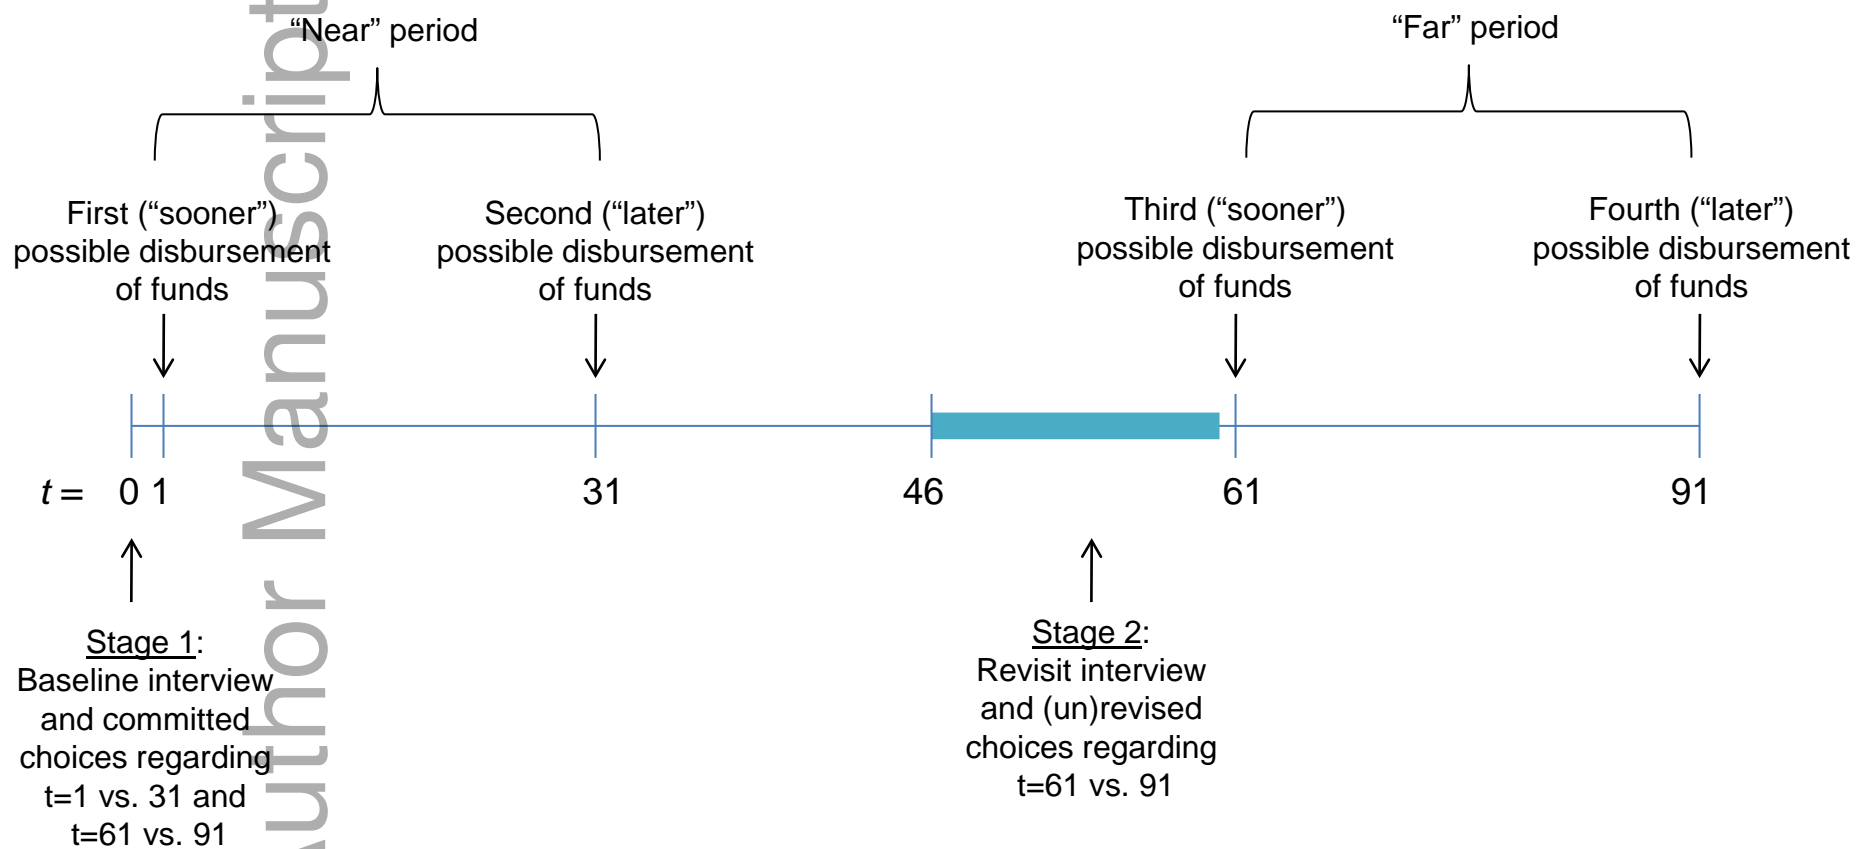 “Near” period
“Far” period
First (“sooner”)
possible disbursement
of funds
Second (“later”)
possible disbursement
of funds
Third (“sooner”)
possible disbursement
of funds
Fourth (“later”)
possible disbursement
of funds
t = 0 1 31 46 61 91
Stage 1:
Baseline interview
and committed
choices regarding
t=1 vs. 31 and
t=61 vs. 91
Stage 2:
Revisit interview
and (un)revised
choices regarding
t=61 vs. 91
Author Manuscript